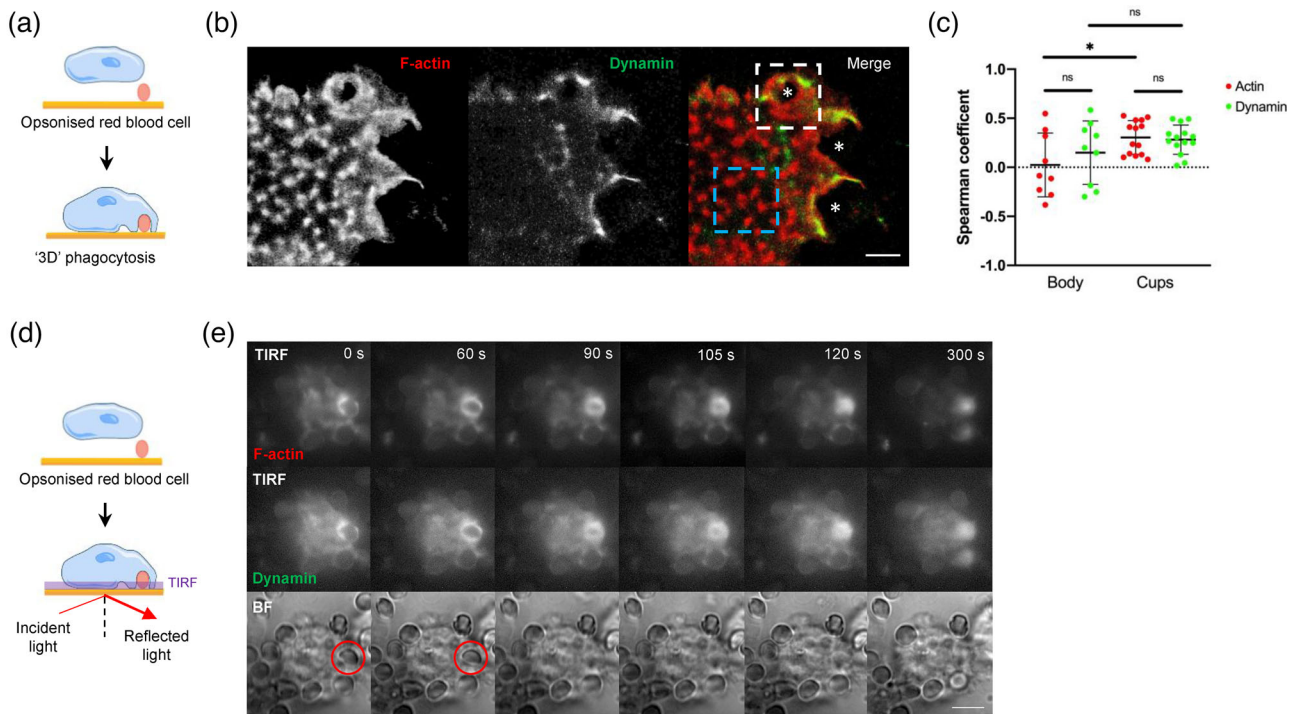 (a)
Opsonised red blood cell
‘3D’ phagocytosis
(b)
F-actin
Dynamin
Merge
*
*
*
(c)
ns
*
ns
ns
Actin
Dynamin
Spearman coefficent
1.0
0.5
0.0
-0.5
-1.0
Body
Cups
(d)
Opsonised red blood cell
TIRF
Incident
light
Reflected
light
(e)
TIRF
0 s
60 s
90 s
105 s
120 s
300 s
F-actin
TIRF
Dynamin
BF